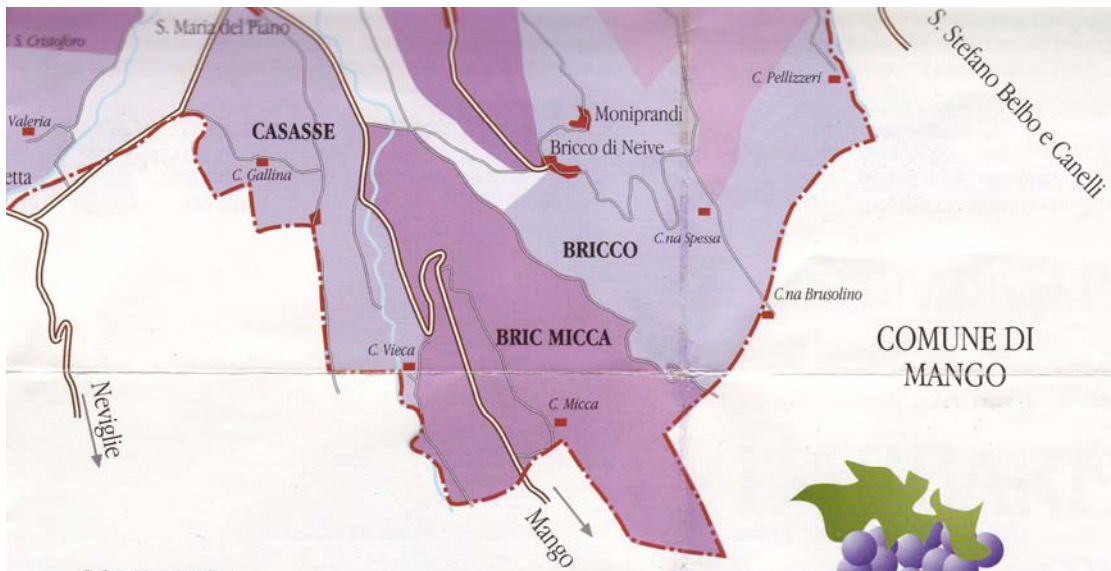 S. Maria del Piano
S. Cristoforo
Valeria
etta
CASASSE
C. Gallina
Moniprandi
Bricco di Neive
C. Pellizzeri
S. Stefano Belbo e Canelli
C.na Spessa
BRICCO
C.na Brusolino
BRIC MICCA
C. Vieca
C. Micca
COMUNE DI
MANGO
Neviglie
Mango